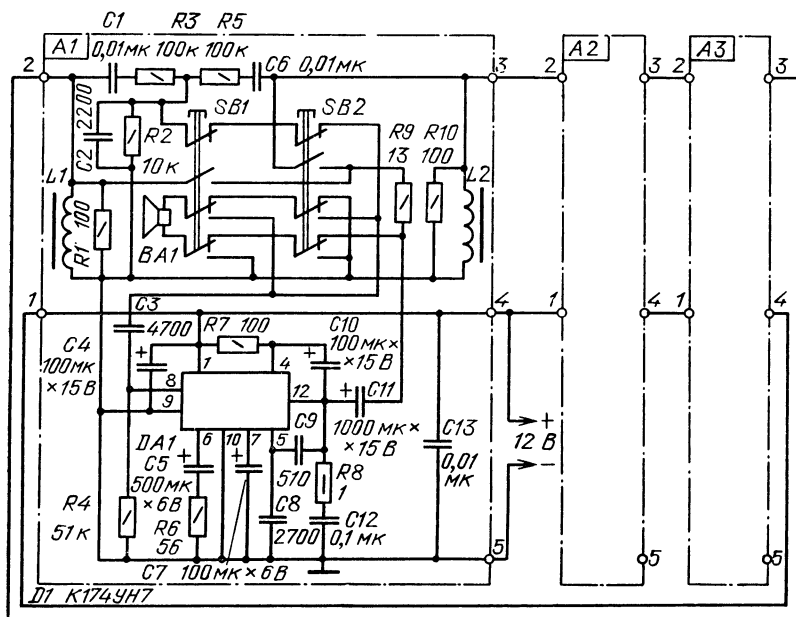 C1 R3 R5
2 A1 0,01мк 100к 100к C6 0,01мк 3 2 A2 3 2 A3 3
2200 SB1 SB2
C2 R2 R9 R10
10к 13 100
L1 L2
R1 100 BA1
1 C3 4 1 4 1 4
4700 R7 100 C10
C4 100мк×
100мк ×15В
×15В 1 4
8 12 C11
9 1000мк×
×15В
DA1 6 10 7 5 C9 C13 +
C5 510 0,01 12В
500мк R8 мк −
×6В 1
R4 R6 C8 C12
51к 56 2700 0,1мк
C7 100мк×6В 5 5 5
D1 К174УН7